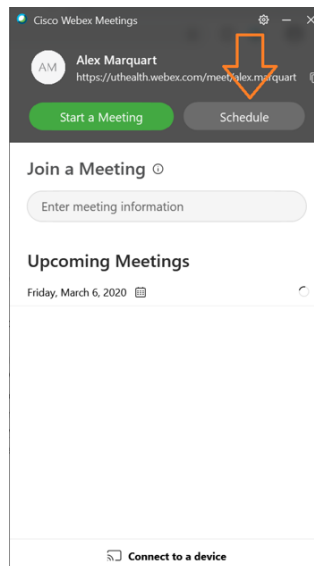 Cisco Webex Meetings
AM
Alex Marquart
https://uthealth.webex.com/meet/alex.marquart
Start a Meeting
Schedule
Join a Meeting
Enter meeting information
Upcoming Meetings
Friday, March 6, 2020
Connect to a device